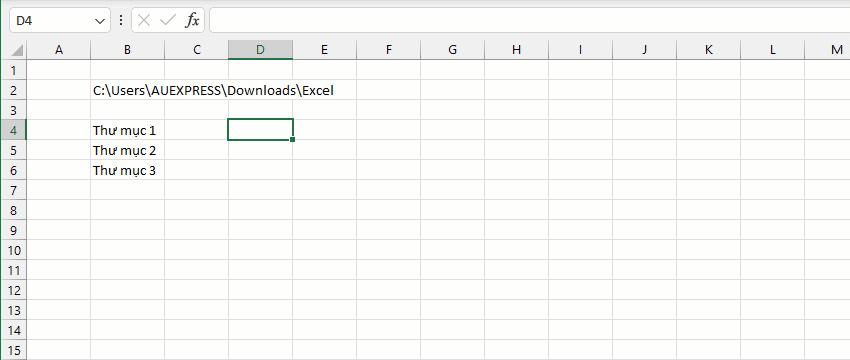 D4
fx
A B C D E F G H I J K L M
1
2 C:\Users\AUEXPRESS\Downloads\Excel
3
4 Thư mục 1
5 Thư mục 2
6 Thư mục 3
7
8
9
10
11
12
13
14
15